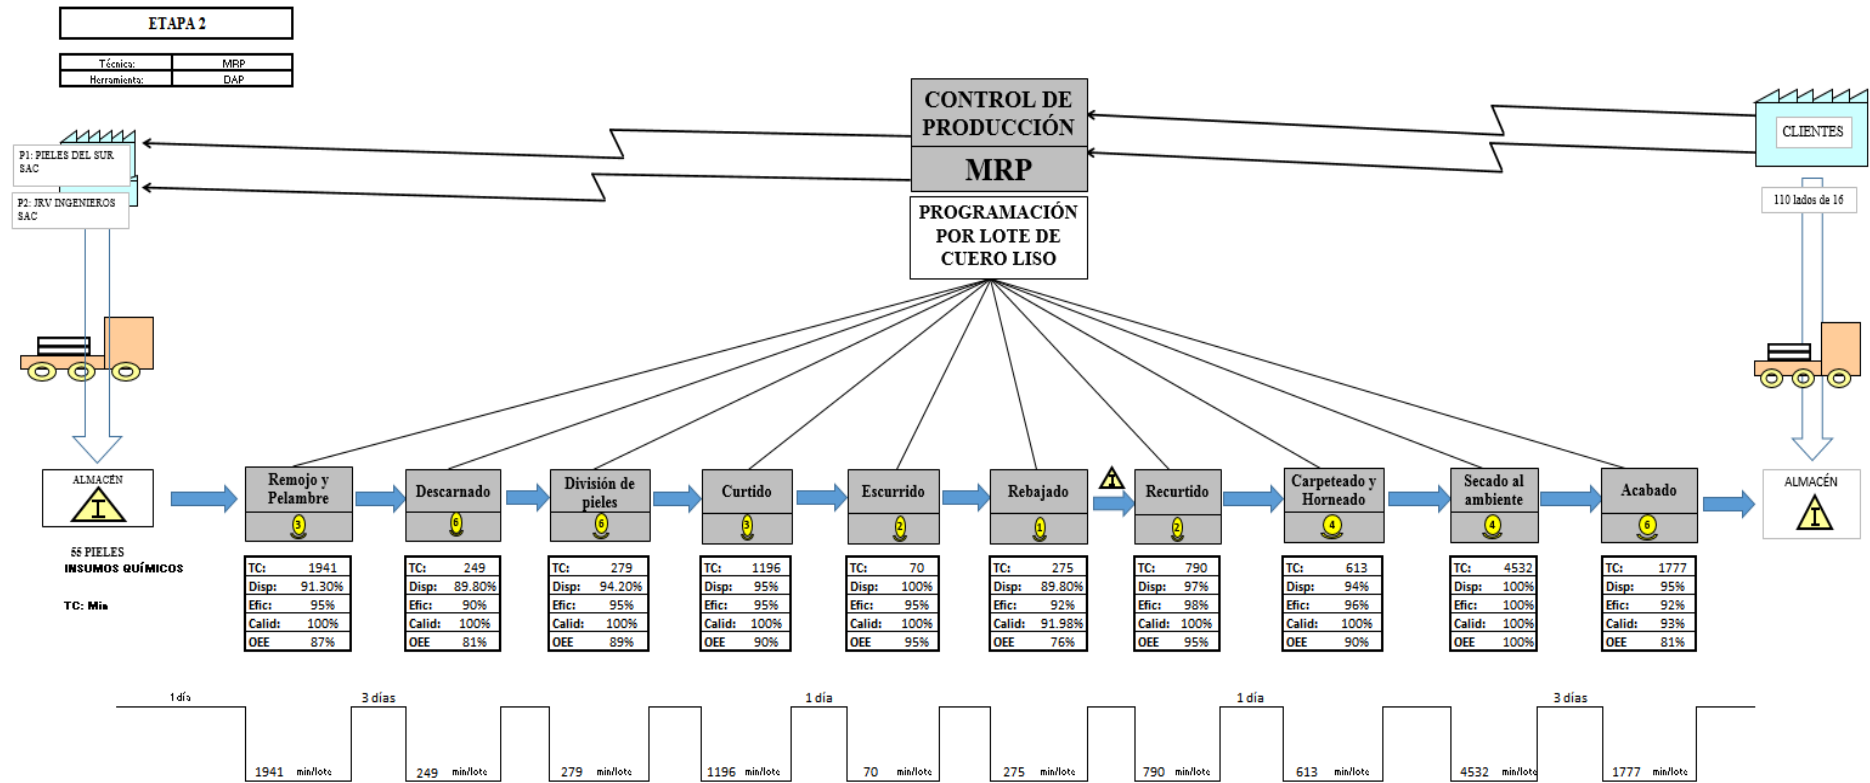 ETAPA 2
Técnica: MRP
Herramienta: DAP
CONTROL DE
PRODUCCIÓN
MRP
PROGRAMACIÓN
POR LOTE DE
CUERO LISO
P1: PIELES DEL SUR
SAC
P2: JRV INGENIEROS
SAC
CLIENTES
110 lados de 16
ALMACÉN
I
55 PIELES
INSUMOS QUÍMICOS
TC: Min
Remojo y
Pelambre
3
TC: 1941
Disp: 91.30%
Efic: 95%
Calid: 100%
OEE 87%
Descarnado
6
TC: 249
Disp: 89.80%
Efic: 90%
Calid: 100%
OEE 81%
División de
pieles
6
TC: 279
Disp: 94.20%
Efic: 95%
Calid: 100%
OEE 89%
Curtido
3
TC: 1196
Disp: 95%
Efic: 95%
Calid: 100%
OEE 90%
Escurrido
2
TC: 70
Disp: 100%
Efic: 95%
Calid: 100%
OEE 95%
Rebajado
1
TC: 275
Disp: 89.80%
Efic: 92%
Calid: 91.98%
OEE 76%
I
Recurtido
2
TC: 790
Disp: 97%
Efic: 98%
Calid: 100%
OEE 95%
Carpeteado y
Horneado
4
TC: 613
Disp: 94%
Efic: 96%
Calid: 100%
OEE 90%
Secado al
ambiente
4
TC: 4532
Disp: 100%
Efic: 100%
Calid: 100%
OEE 100%
Acabado
6
TC: 1777
Disp: 95%
Efic: 92%
Calid: 93%
OEE 81%
ALMACÉN
I
1 día 3 días 1 día 1 día 3 días
1941 min/lote 249 min/lote 279 min/lote 1196 min/lote 70 min/lote 275 min/lote 790 min/lote 613 min/lote 4532 min/lote 1777 min/lote